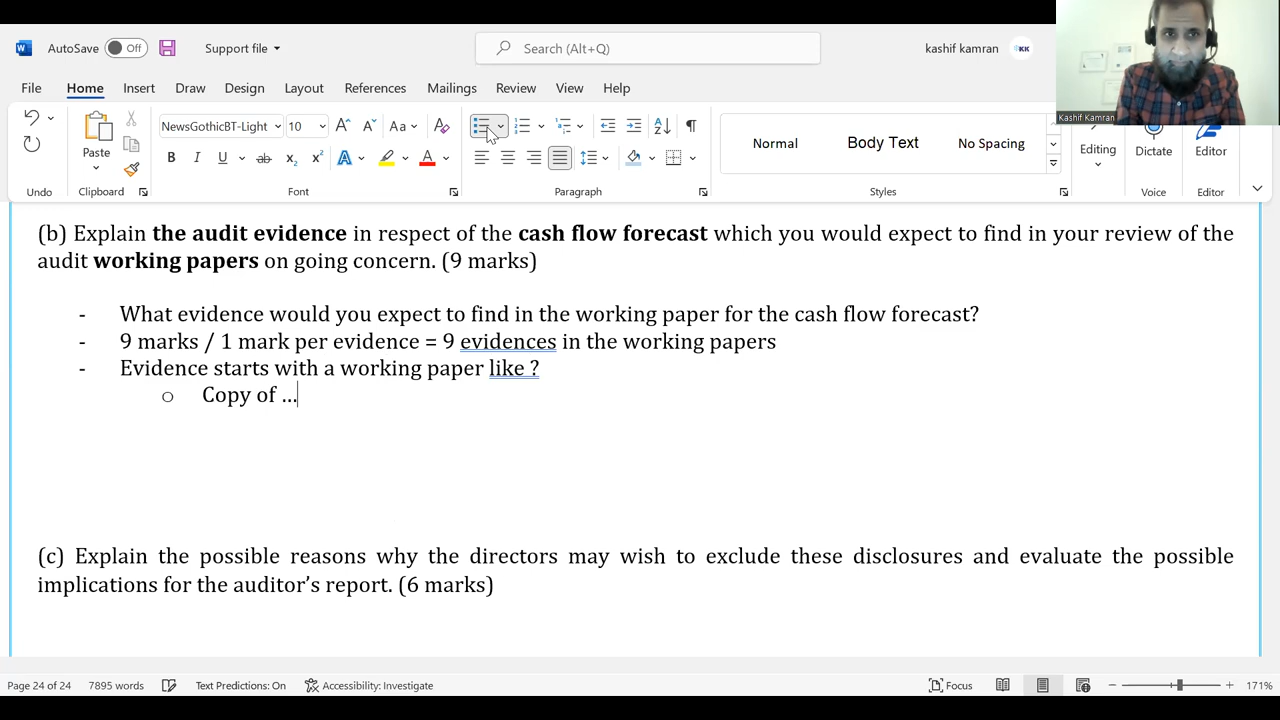 AutoSave Off Support file Search (Alt+Q) kashif kamran KK
Kashif Kamran
File Home Insert Draw Design Layout References Mailings Review View Help
NewsGothicBT-Light 10 Aa
Paste Normal Body Text No Spacing Editing Dictate Editor
B I U ab x₂ x² A A
Undo Clipboard Font Paragraph Styles Voice Editor
(b) Explain the audit evidence in respect of the cash flow forecast which you would expect to find in your review of the
audit working papers on going concern. (9 marks)
- What evidence would you expect to find in the working paper for the cash flow forecast?
- 9 marks / 1 mark per evidence = 9 evidences in the working papers
- Evidence starts with a working paper like ?
o Copy of ...
(c) Explain the possible reasons why the directors may wish to exclude these disclosures and evaluate the possible
implications for the auditor’s report. (6 marks)
Page 24 of 24 7895 words Text Predictions: On Accessibility: Investigate Focus 171%